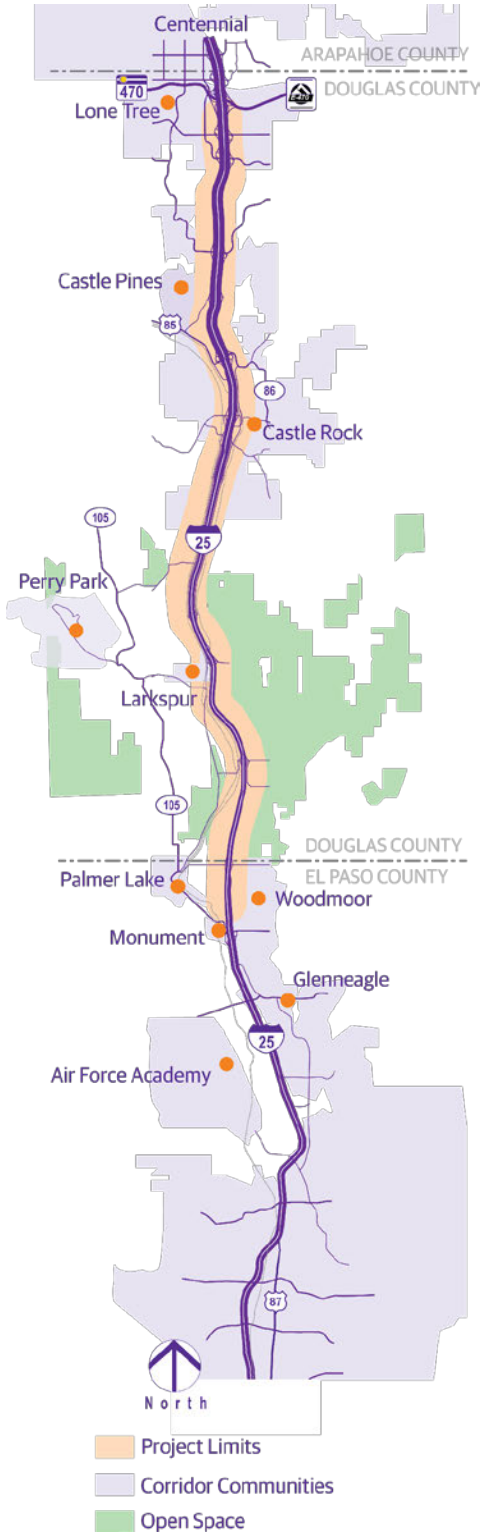 Centennial
ARAPAHOE COUNTY
DOUGLAS COUNTY
470
E-470
Lone Tree
Castle Pines
85
86
Castle Rock
105
25
Perry Park
Larkspur
105
DOUGLAS COUNTY
EL PASO COUNTY
Palmer Lake
Woodmoor
Monument
Glenneagle
25
Air Force Academy
87
North
Project Limits
Corridor Communities
Open Space